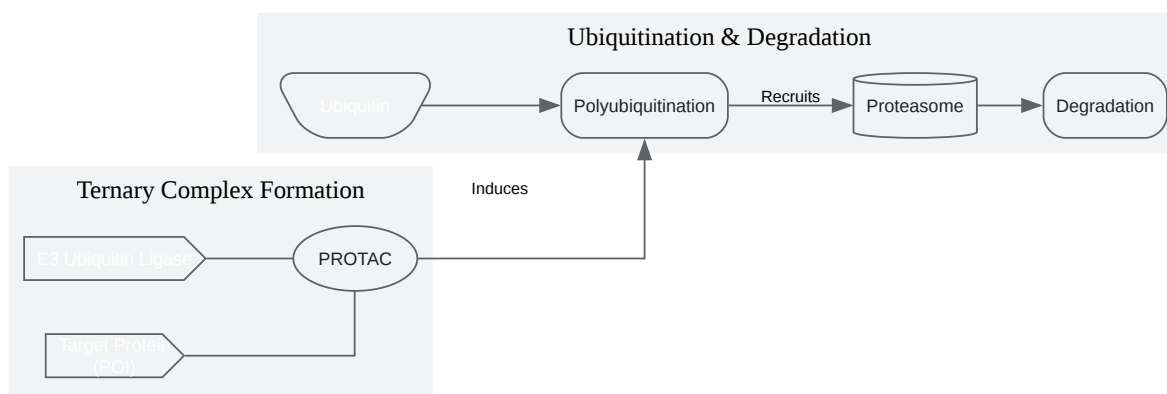 Ubiquitination & Degradation
Ubiquitin
Polyubiquitination
Recruits
Proteasome
Degradation
Ternary Complex Formation
Induces
E3 Ubiquitin Ligase
PROTAC
Target Protein
(POI)